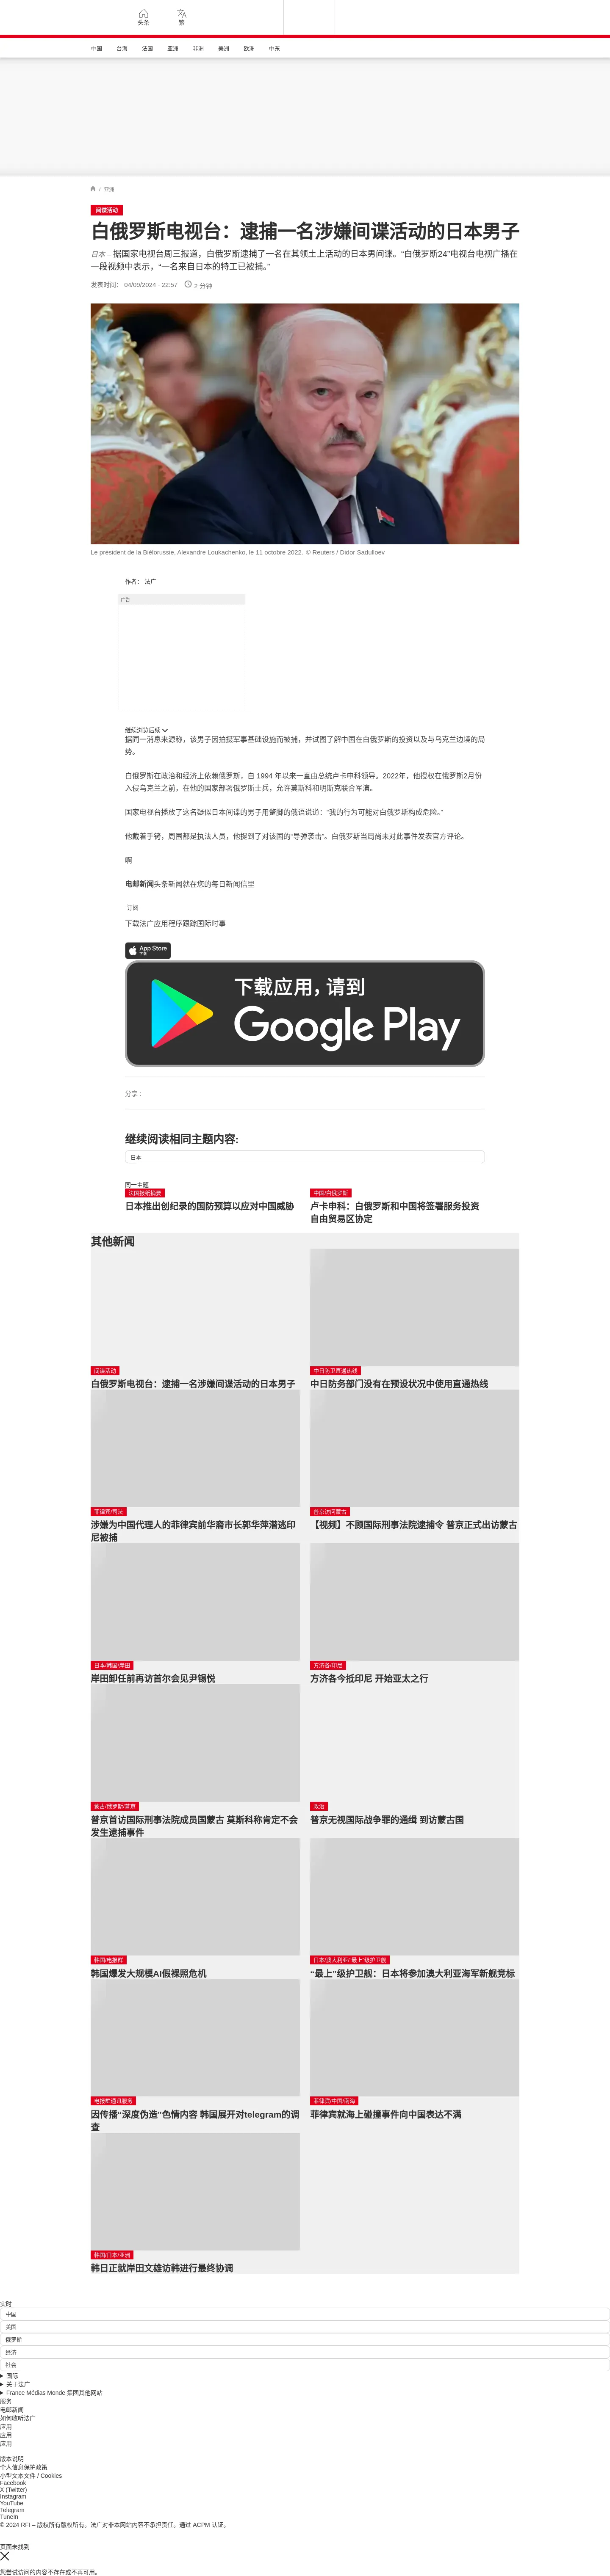 头条
繁
中国
台海
法国
亚洲
非洲
美洲
欧洲
中东
/ 亚洲
间谍活动
白俄罗斯电视台：逮捕一名涉嫌间谍活动的日本男子
日本 – 据国家电视台周三报道，白俄罗斯逮捕了一名在其领土上活动的日本男间谍。“白俄罗斯24”电视台电视广播在
一段视频中表示，“一名来自日本的特工已被捕。”
发表时间： 04/09/2024 - 22:57
2 分钟
Le président de la Biélorussie, Alexandre Loukachenko, le 11 octobre 2022. © Reuters / Didor Sadulloev
作者： 法广
广告
继续浏览后续
据同一消息来源称，该男子因拍摄军事基础设施而被捕，并试图了解中国在白俄罗斯的投资以及与乌克兰边境的局
势。
白俄罗斯在政治和经济上依赖俄罗斯，自 1994 年以来一直由总统卢卡申科领导。2022年，他授权在俄罗斯2月份
入侵乌克兰之前，在他的国家部署俄罗斯士兵，允许莫斯科和明斯克联合军演。
国家电视台播放了这名疑似日本间谍的男子用蹩脚的俄语说道：“我的行为可能对白俄罗斯构成危险。”
他戴着手铐，周围都是执法人员，他提到了对该国的“导弹袭击”。白俄罗斯当局尚未对此事件发表官方评论。
啊
电邮新闻头条新闻就在您的每日新闻信里
订阅
下载法广应用程序跟踪国际时事
App Store
下载
下载应用，请到
Google Play
分享 :
继续阅读相同主题内容:
日本
同一主题
法国报纸摘要
日本推出创纪录的国防预算以应对中国威胁
中国/白俄罗斯
卢卡申科：白俄罗斯和中国将签署服务投资
自由贸易区协定
其他新闻
间谍活动
白俄罗斯电视台：逮捕一名涉嫌间谍活动的日本男子
中日防卫直通热线
中日防务部门没有在预设状况中使用直通热线
菲律宾/司法
涉嫌为中国代理人的菲律宾前华裔市长郭华萍潜逃印
尼被捕
普京访问蒙古
【视频】不顾国际刑事法院逮捕令 普京正式出访蒙古
日本/韩国/岸田
岸田卸任前再访首尔会见尹锡悦
方济各/印尼
方济各今抵印尼 开始亚太之行
蒙古/俄罗斯/普京
普京首访国际刑事法院成员国蒙古 莫斯科称肯定不会
发生逮捕事件
政治
普京无视国际战争罪的通缉 到访蒙古国
韩国/电报群
韩国爆发大规模AI假裸照危机
日本/澳大利亚/“最上”级护卫舰
“最上”级护卫舰：日本将参加澳大利亚海军新舰竞标
电报群通讯服务
因传播“深度伪造”色情内容 韩国展开对telegram的调
查
菲律宾/中国/南海
菲律宾就海上碰撞事件向中国表达不满
韩国/日本/亚洲
韩日正就岸田文雄访韩进行最终协调
实时
中国
美国
俄罗斯
经济
社会
国际
关于法广
France Médias Monde 集团其他网站
服务
电邮新闻
如何收听法广
应用
应用
应用
版本说明
个人信息保护政策
小型文本文件 / Cookies
Facebook
X (Twitter)
Instagram
YouTube
Telegram
TuneIn
© 2024 RFI – 版权所有版权所有。法广对非本网站内容不承担责任。通过 ACPM 认证。
页面未找到
您尝试访问的内容不存在或不再可用。